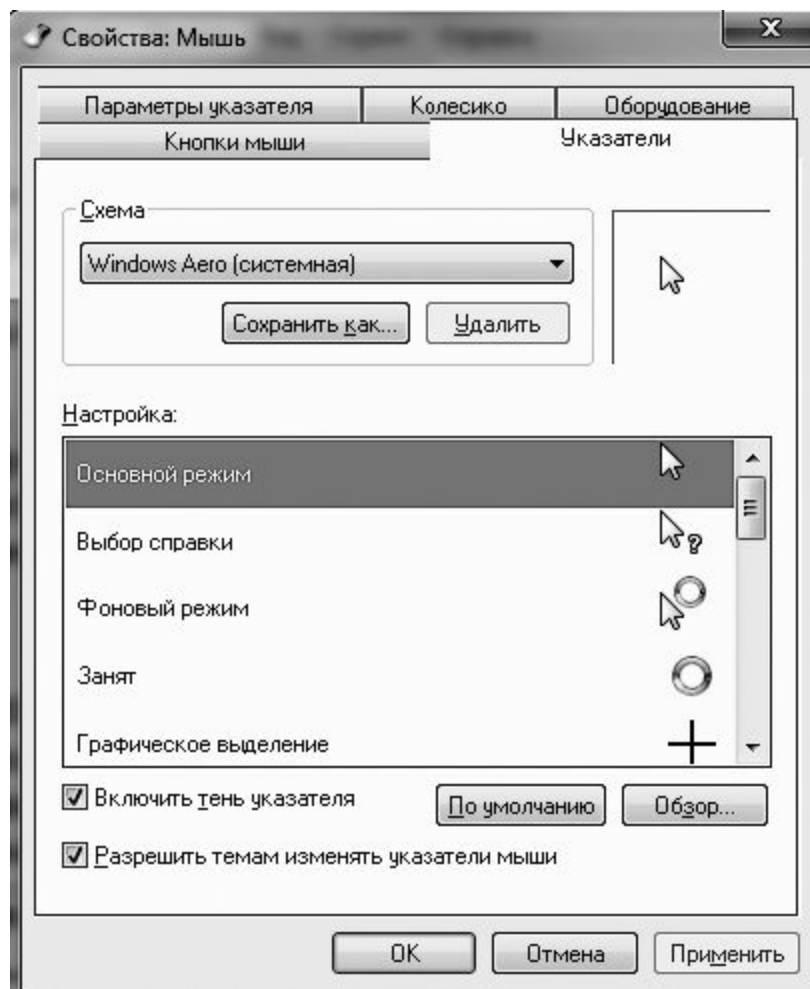 Свойства: Мышь
Параметры указателя Колесико Оборудование
Кнопки мыши Указатели
Схема
Windows Aero (системная)
Сохранить как... Удалить
Настройка:
Основной режим
Выбор справки
Фоновый режим
Занят
Графическое выделение
Включить тень указателя По умолчанию Обзор...
Разрешить темам изменять указатели мыши
OK Отмена Применить